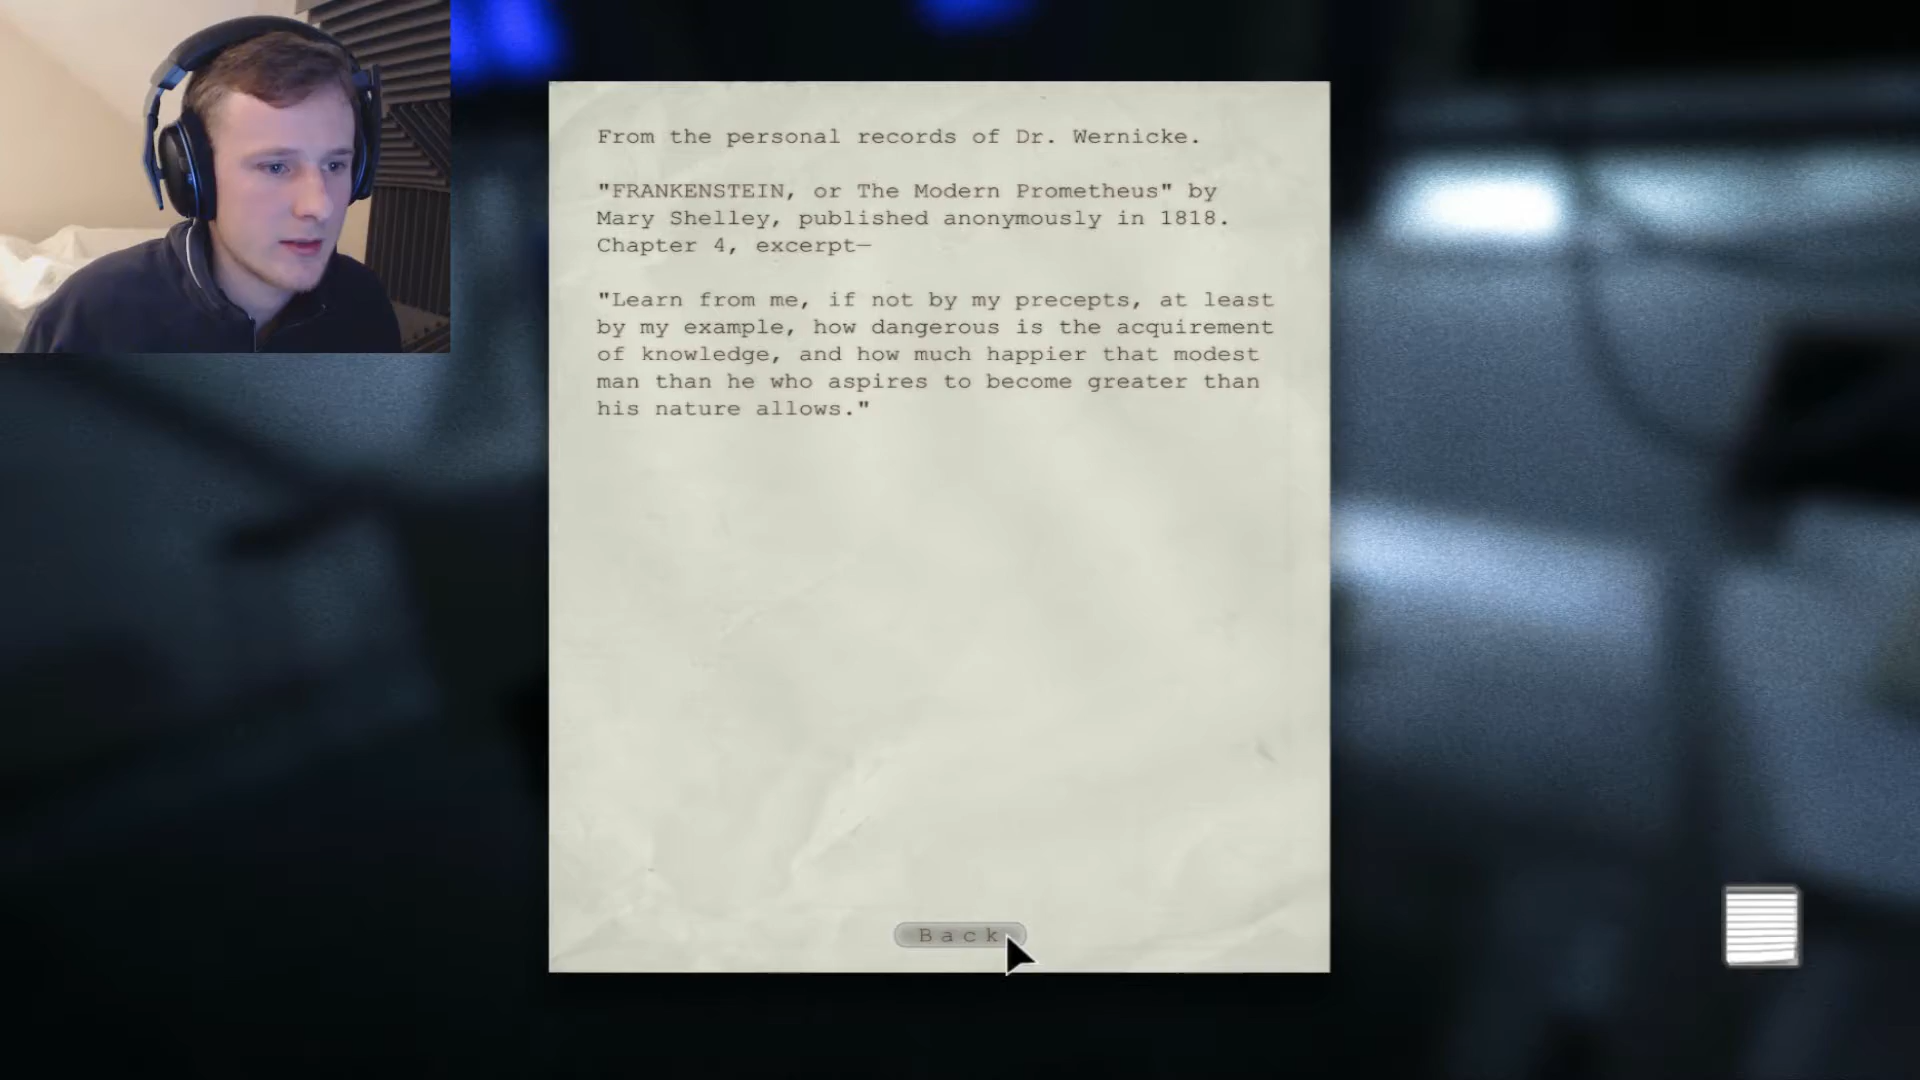 From the personal records of Dr. Wernicke.
"FRANKENSTEIN, or The Modern Prometheus" by
Mary Shelley, published anonymously in 1818.
Chapter 4, excerpt—
"Learn from me, if not by my precepts, at least
by my example, how dangerous is the acquirement
of knowledge, and how much happier that modest
man than he who aspires to become greater than
his nature allows."
Back